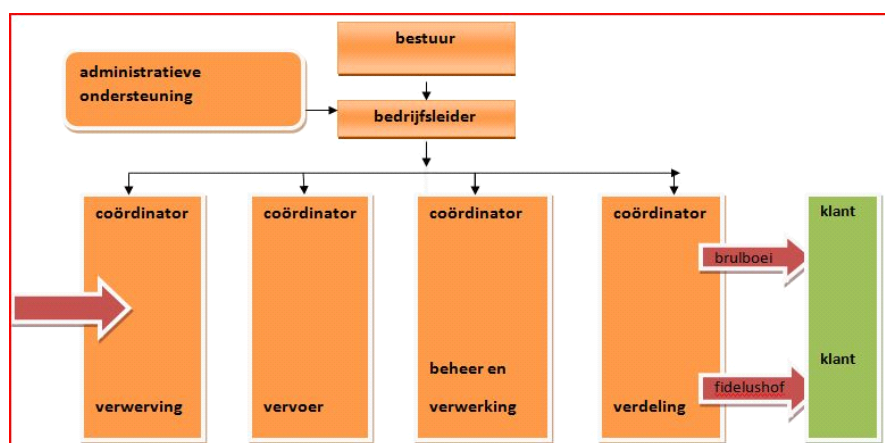 bestuur
administratieve
ondersteuning
bedrijfsleider
coördinator
coördinator
coördinator
coördinator
klant
brulboei
klant
beheer en
fidelushof
verwerving
vervoer
verwerking
verdeling